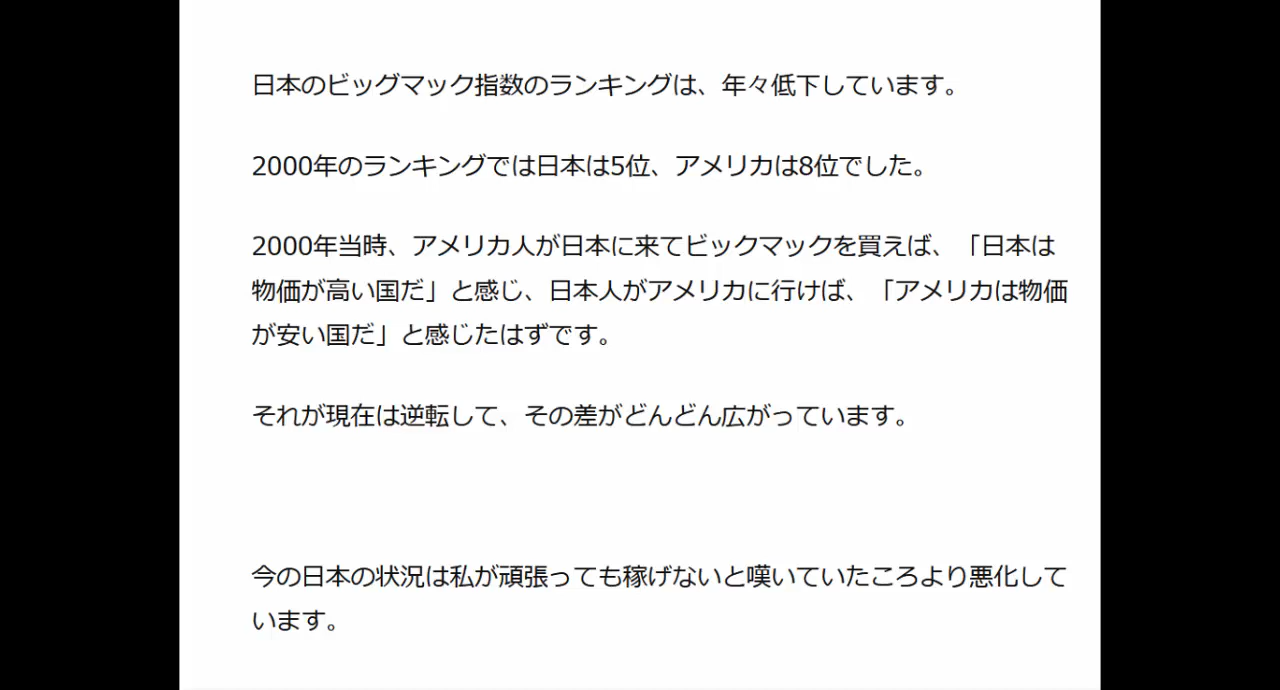 日本のビッグマック指数のランキングは、年々低下しています。
2000年のランキングでは日本は5位、アメリカは8位でした。
2000年当時、アメリカ人が日本に来てビックマックを買えば、「日本は
物価が高い国だ」と感じ、日本人がアメリカに行けば、「アメリカは物価
が安い国だ」と感じたはずです。
それが現在は逆転して、その差がどんどん広がっています。
今の日本の状況は私が頑張っても稼げないと嘆いていたころより悪化して
います。